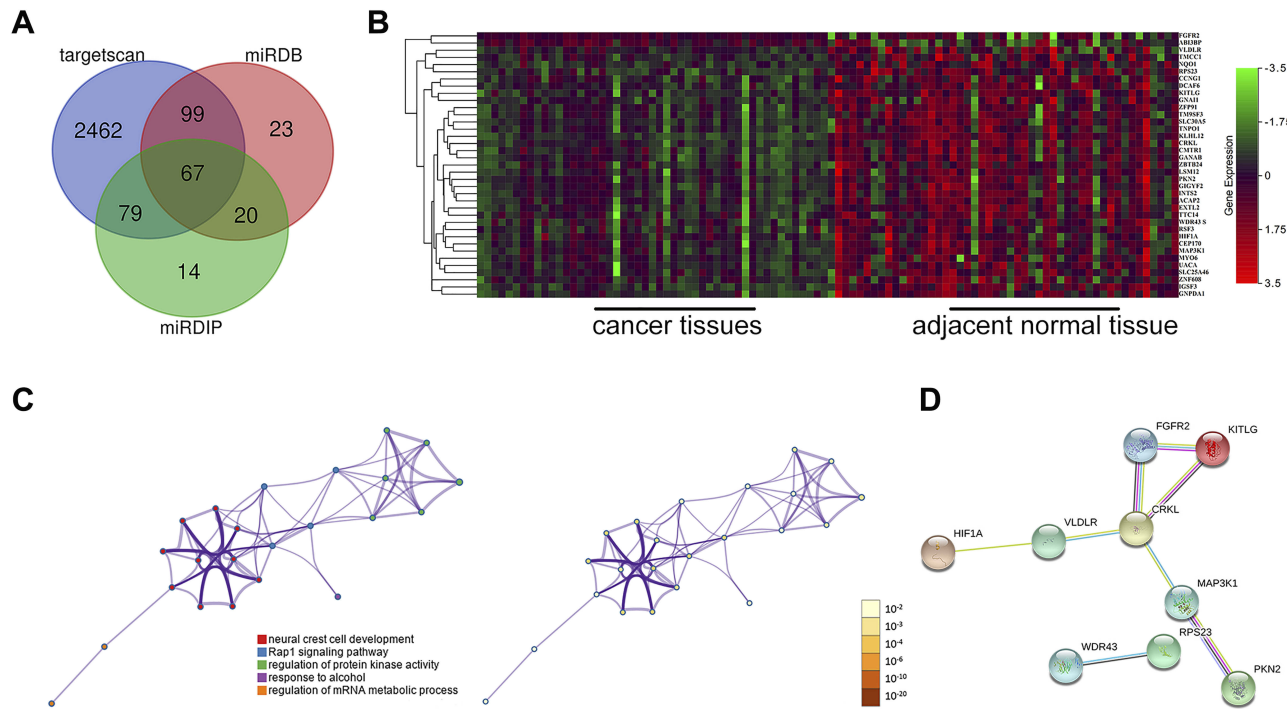 A
targetscan
miRDB
99
2462
23
67
79
20
14
miRDIP
B
FGFR2
ABI3BP
VLDLR
TMCC1
NQO1
RPS23
CCNG1
DCAF6
KITLG
GNAI1
ZFP91
TM9SF3
SLC30A5
TNPO1
KLHL12
CRKL
CMTR1
GANAB
ZBTB24
LSM12
PKN2
GIGYF2
INTS2
ACAP2
EXTL2
TTC14
WDR43 S
RSF3
HIF1A
CEP170
MAP3K1
MYO6
UACA
SLC25A46
ZNF608
IGSF3
GNPDA1
cancer tissues
adjacent normal tissue
-3.5
-1.75
0
1.75
3.5
Gene Expression
C
neural crest cell development
Rap1 signaling pathway
regulation of protein kinase activity
response to alcohol
regulation of mRNA metabolic process
10-2
10-3
10-4
10-6
10-10
10-20
D
FGFR2
KITLG
CRKL
VLDLR
HIF1A
MAP3K1
RPS23
WDR43
PKN2